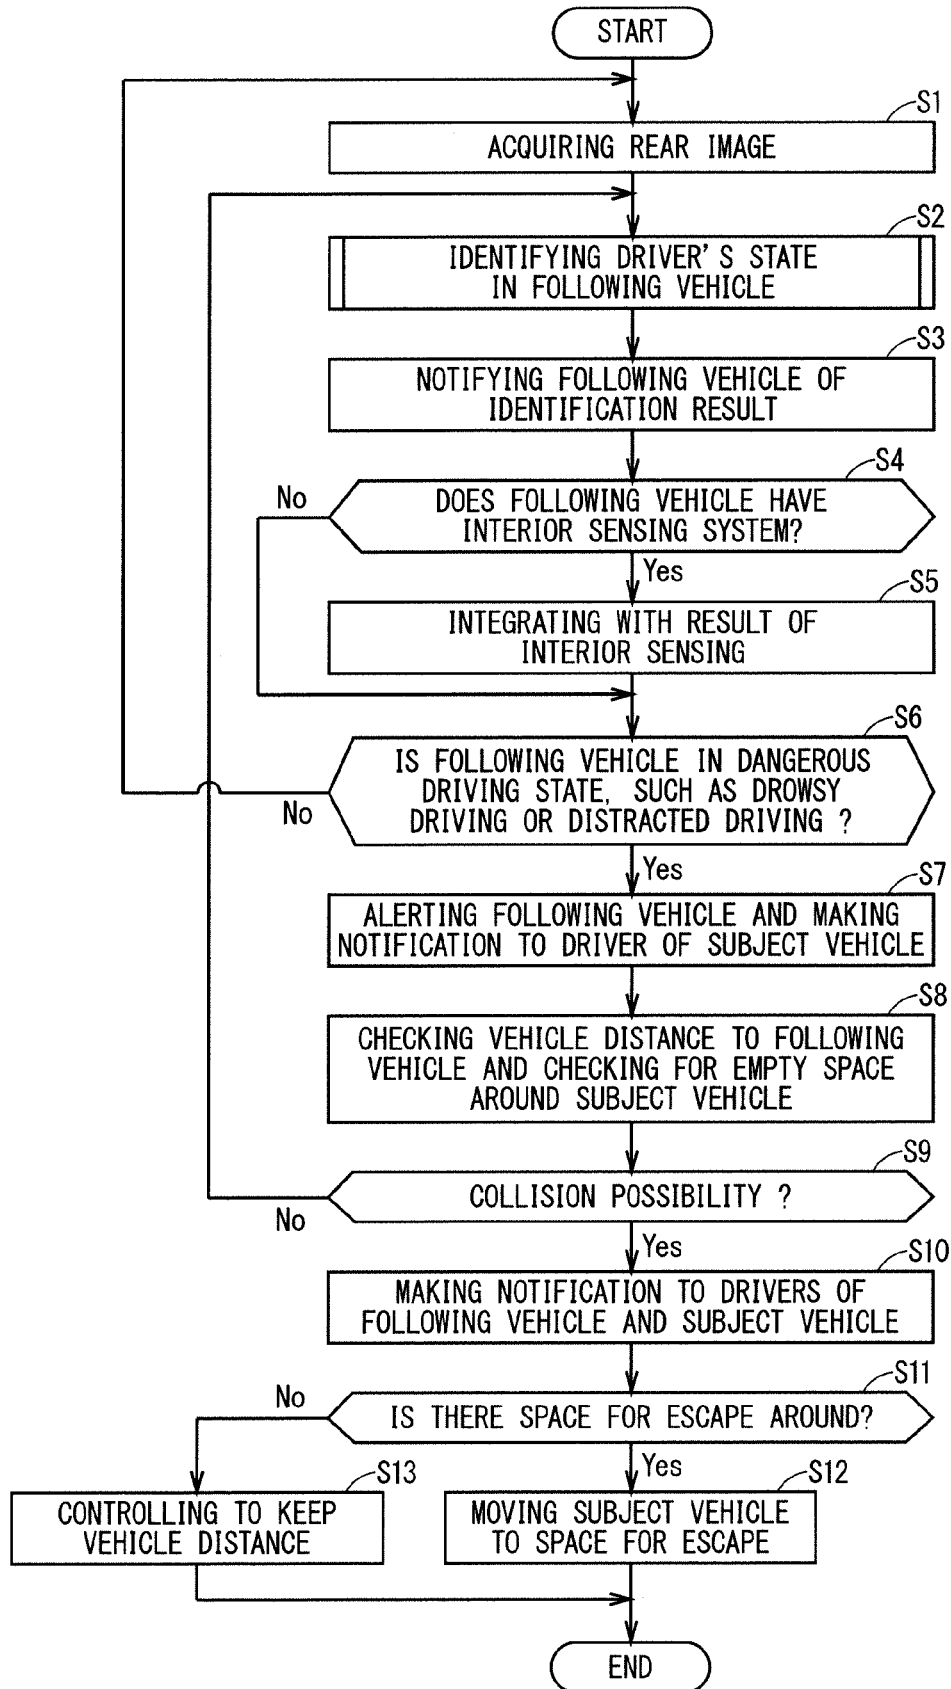 START
S1
ACQUIRING REAR IMAGE
S2
IDENTIFYING DRIVER'S STATE
IN FOLLOWING VEHICLE
S3
NOTIFYING FOLLOWING VEHICLE OF
IDENTIFICATION RESULT
S4
No
DOES FOLLOWING VEHICLE HAVE
INTERIOR SENSING SYSTEM?
Yes
S5
INTEGRATING WITH RESULT OF
INTERIOR SENSING
S6
IS FOLLOWING VEHICLE IN DANGEROUS
DRIVING STATE, SUCH AS DROWSY
DRIVING OR DISTRACTED DRIVING ?
No
Yes
S7
ALERTING FOLLOWING VEHICLE AND MAKING
NOTIFICATION TO DRIVER OF SUBJECT VEHICLE
S8
CHECKING VEHICLE DISTANCE TO FOLLOWING
VEHICLE AND CHECKING FOR EMPTY SPACE
AROUND SUBJECT VEHICLE
S9
COLLISION POSSIBILITY ?
No
Yes
S10
MAKING NOTIFICATION TO DRIVERS OF
FOLLOWING VEHICLE AND SUBJECT VEHICLE
S11
No
IS THERE SPACE FOR ESCAPE AROUND?
Yes
S13
CONTROLLING TO KEEP
VEHICLE DISTANCE
S12
MOVING SUBJECT VEHICLE
TO SPACE FOR ESCAPE
END